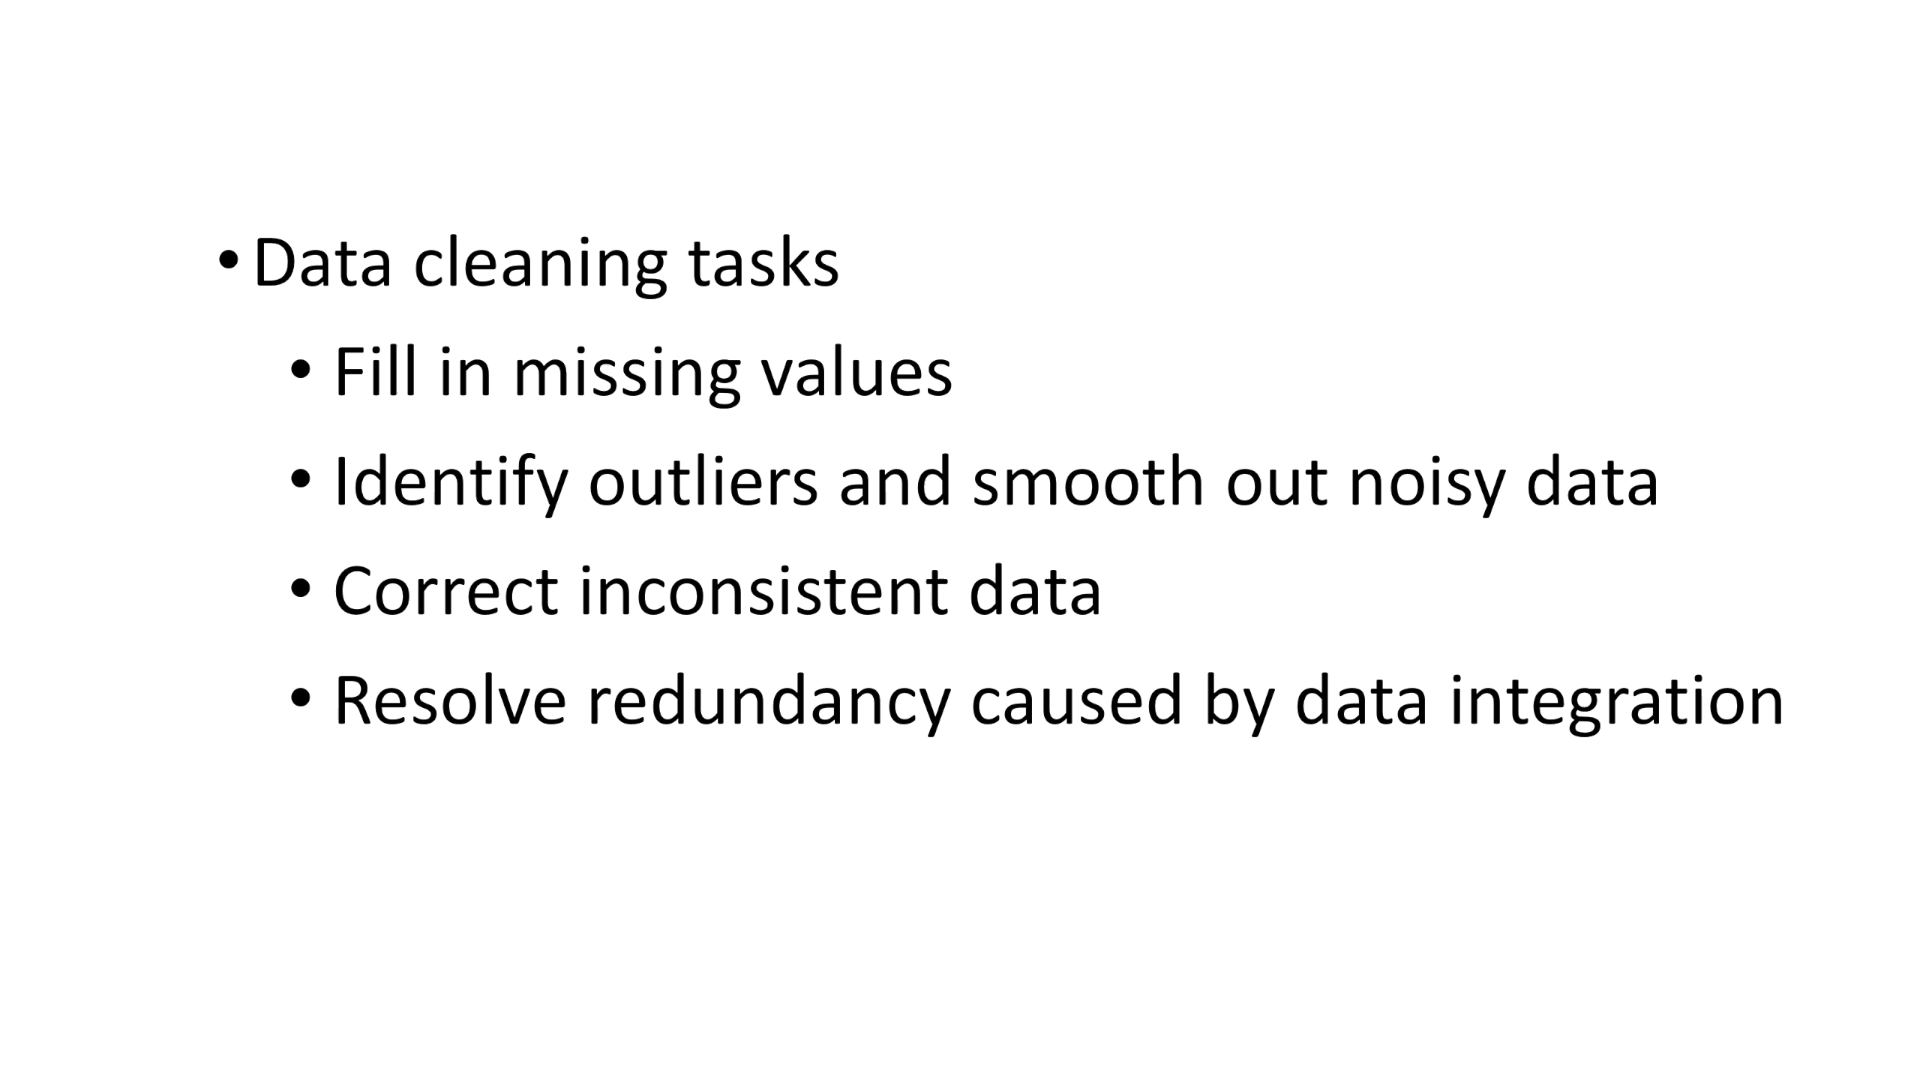 • Data cleaning tasks
• Fill in missing values
• Identify outliers and smooth out noisy data
• Correct inconsistent data
• Resolve redundancy caused by data integration